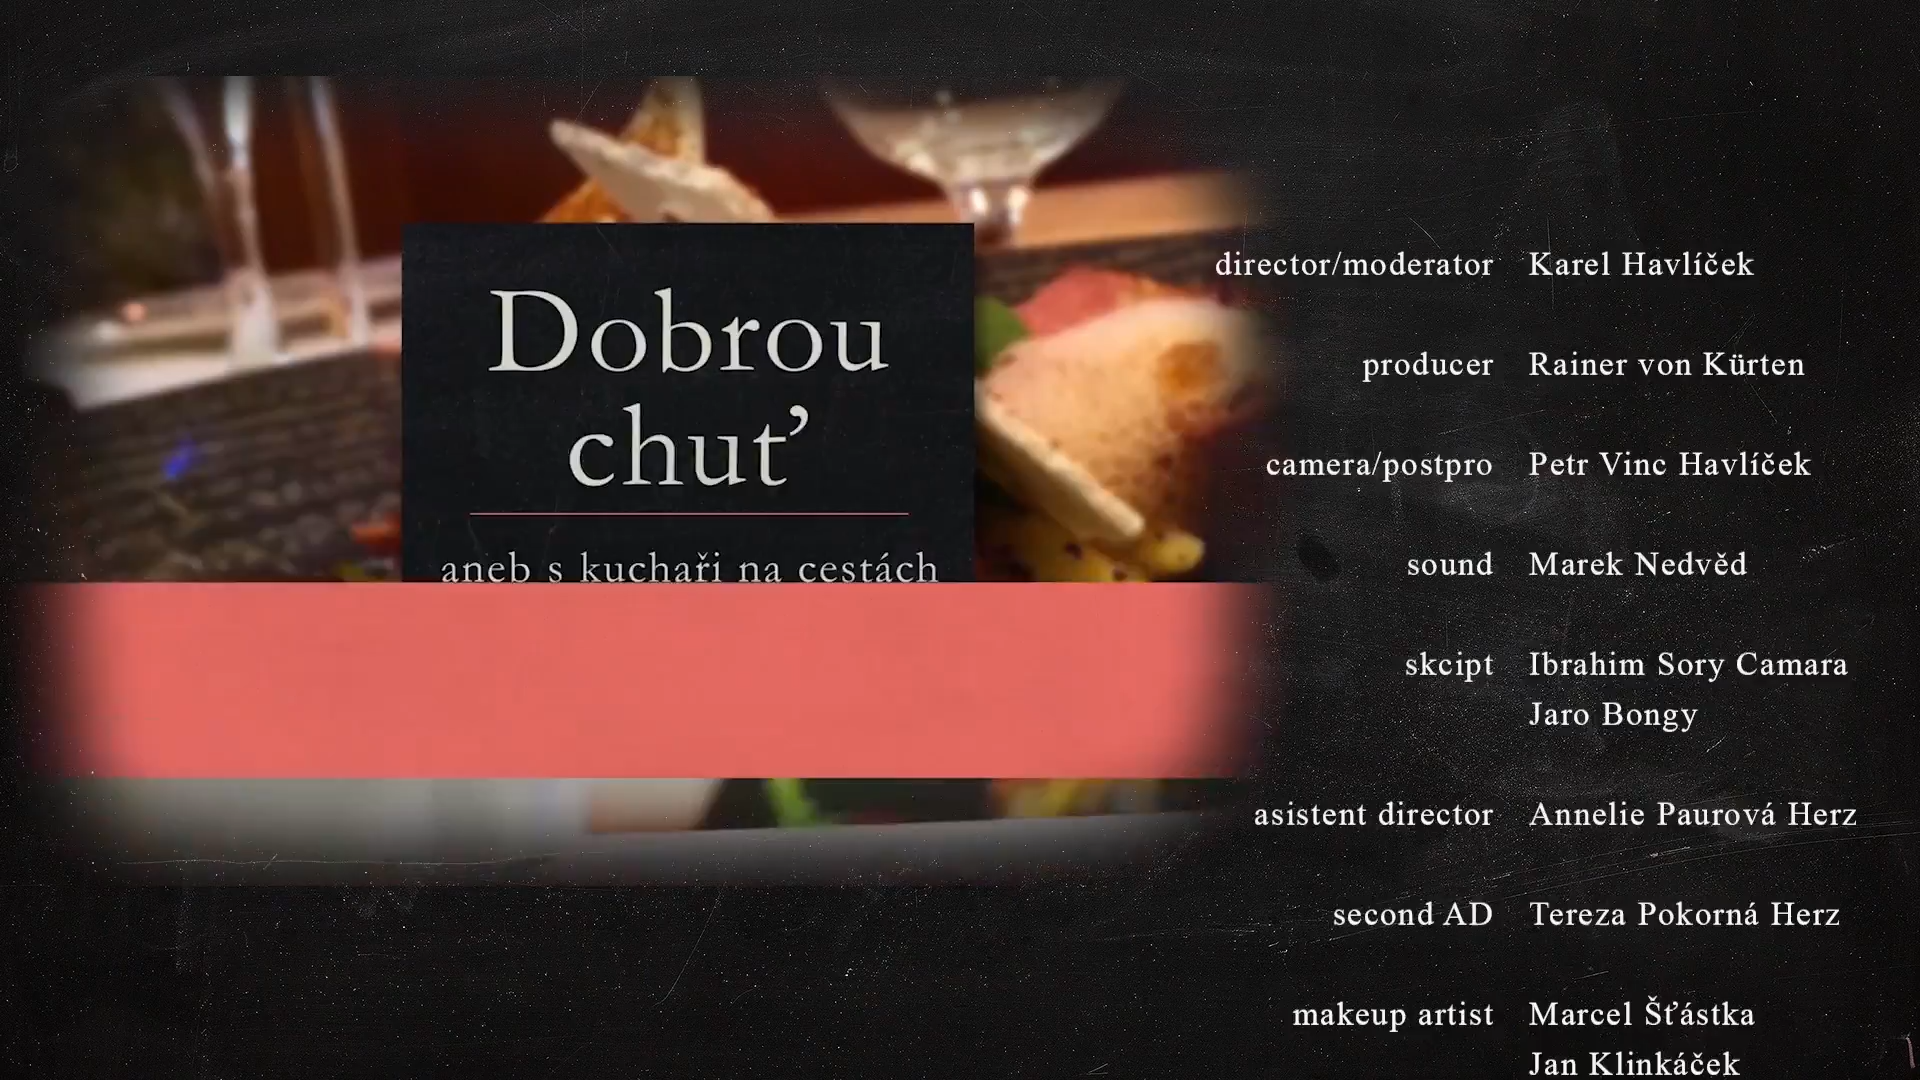 Dobrou
chuť
aneb s kuchaři na cestách
director/moderator Karel Havlíček
producer Rainer von Kürten
camera/postpro Petr Vinc Havlíček
sound Marek Nedvěd
skcipt Ibrahim Sory Camara
Jaro Bongy
asistent director Annelie Paurová Herz
second AD Tereza Pokorná Herz
makeup artist Marcel Šťástka
Jan Klinkáček